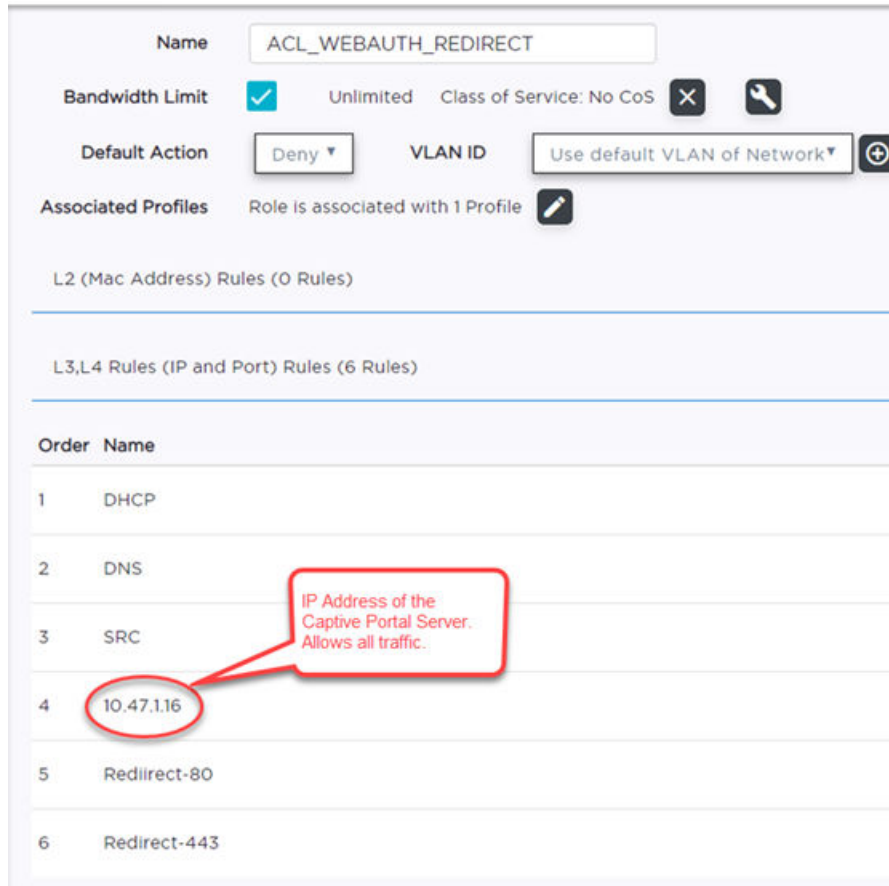 Name ACL_WEBAUTH_REDIRECT
Bandwidth Limit Unlimited Class of Service: No CoS
Default Action Deny VLAN ID Use default VLAN of Network
Associated Profiles Role is associated with 1 Profile
L2 (Mac Address) Rules (0 Rules)
L3,L4 Rules (IP and Port) Rules (6 Rules)
Order Name
1 DHCP
2 DNS
IP Address of the
Captive Portal Server.
Allows all traffic.
3 SRC
4 10.47.1.16
5 Rediirect-80
6 Redirect-443